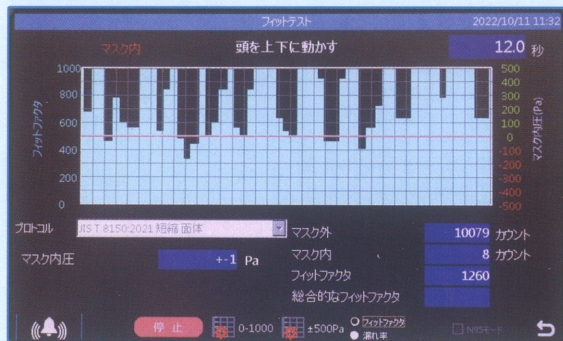 フィットテスト 2022/10/11 11:32
マスク内 頭を上下に動かす 12.0 秒
フィットファクタ
1000
800
600
400
200
0
500
400
300
200
100
0
-100
-200
-300
-400
-500
マスク内圧(Pa)
プロトコル JIS T 8150:2021 短縮 面体
マスク外 10079 カウント
マスク内圧 +-1 Pa
マスク内 8 カウント
フィットファクタ 1260
総合的なフィットファクタ
停止 0-1000 ±500Pa フィットファクタ
漏れ率
N95モード